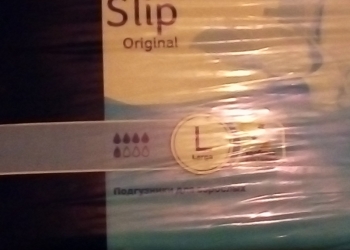 Slip
Original
L
Large
Подгузники для взрослых